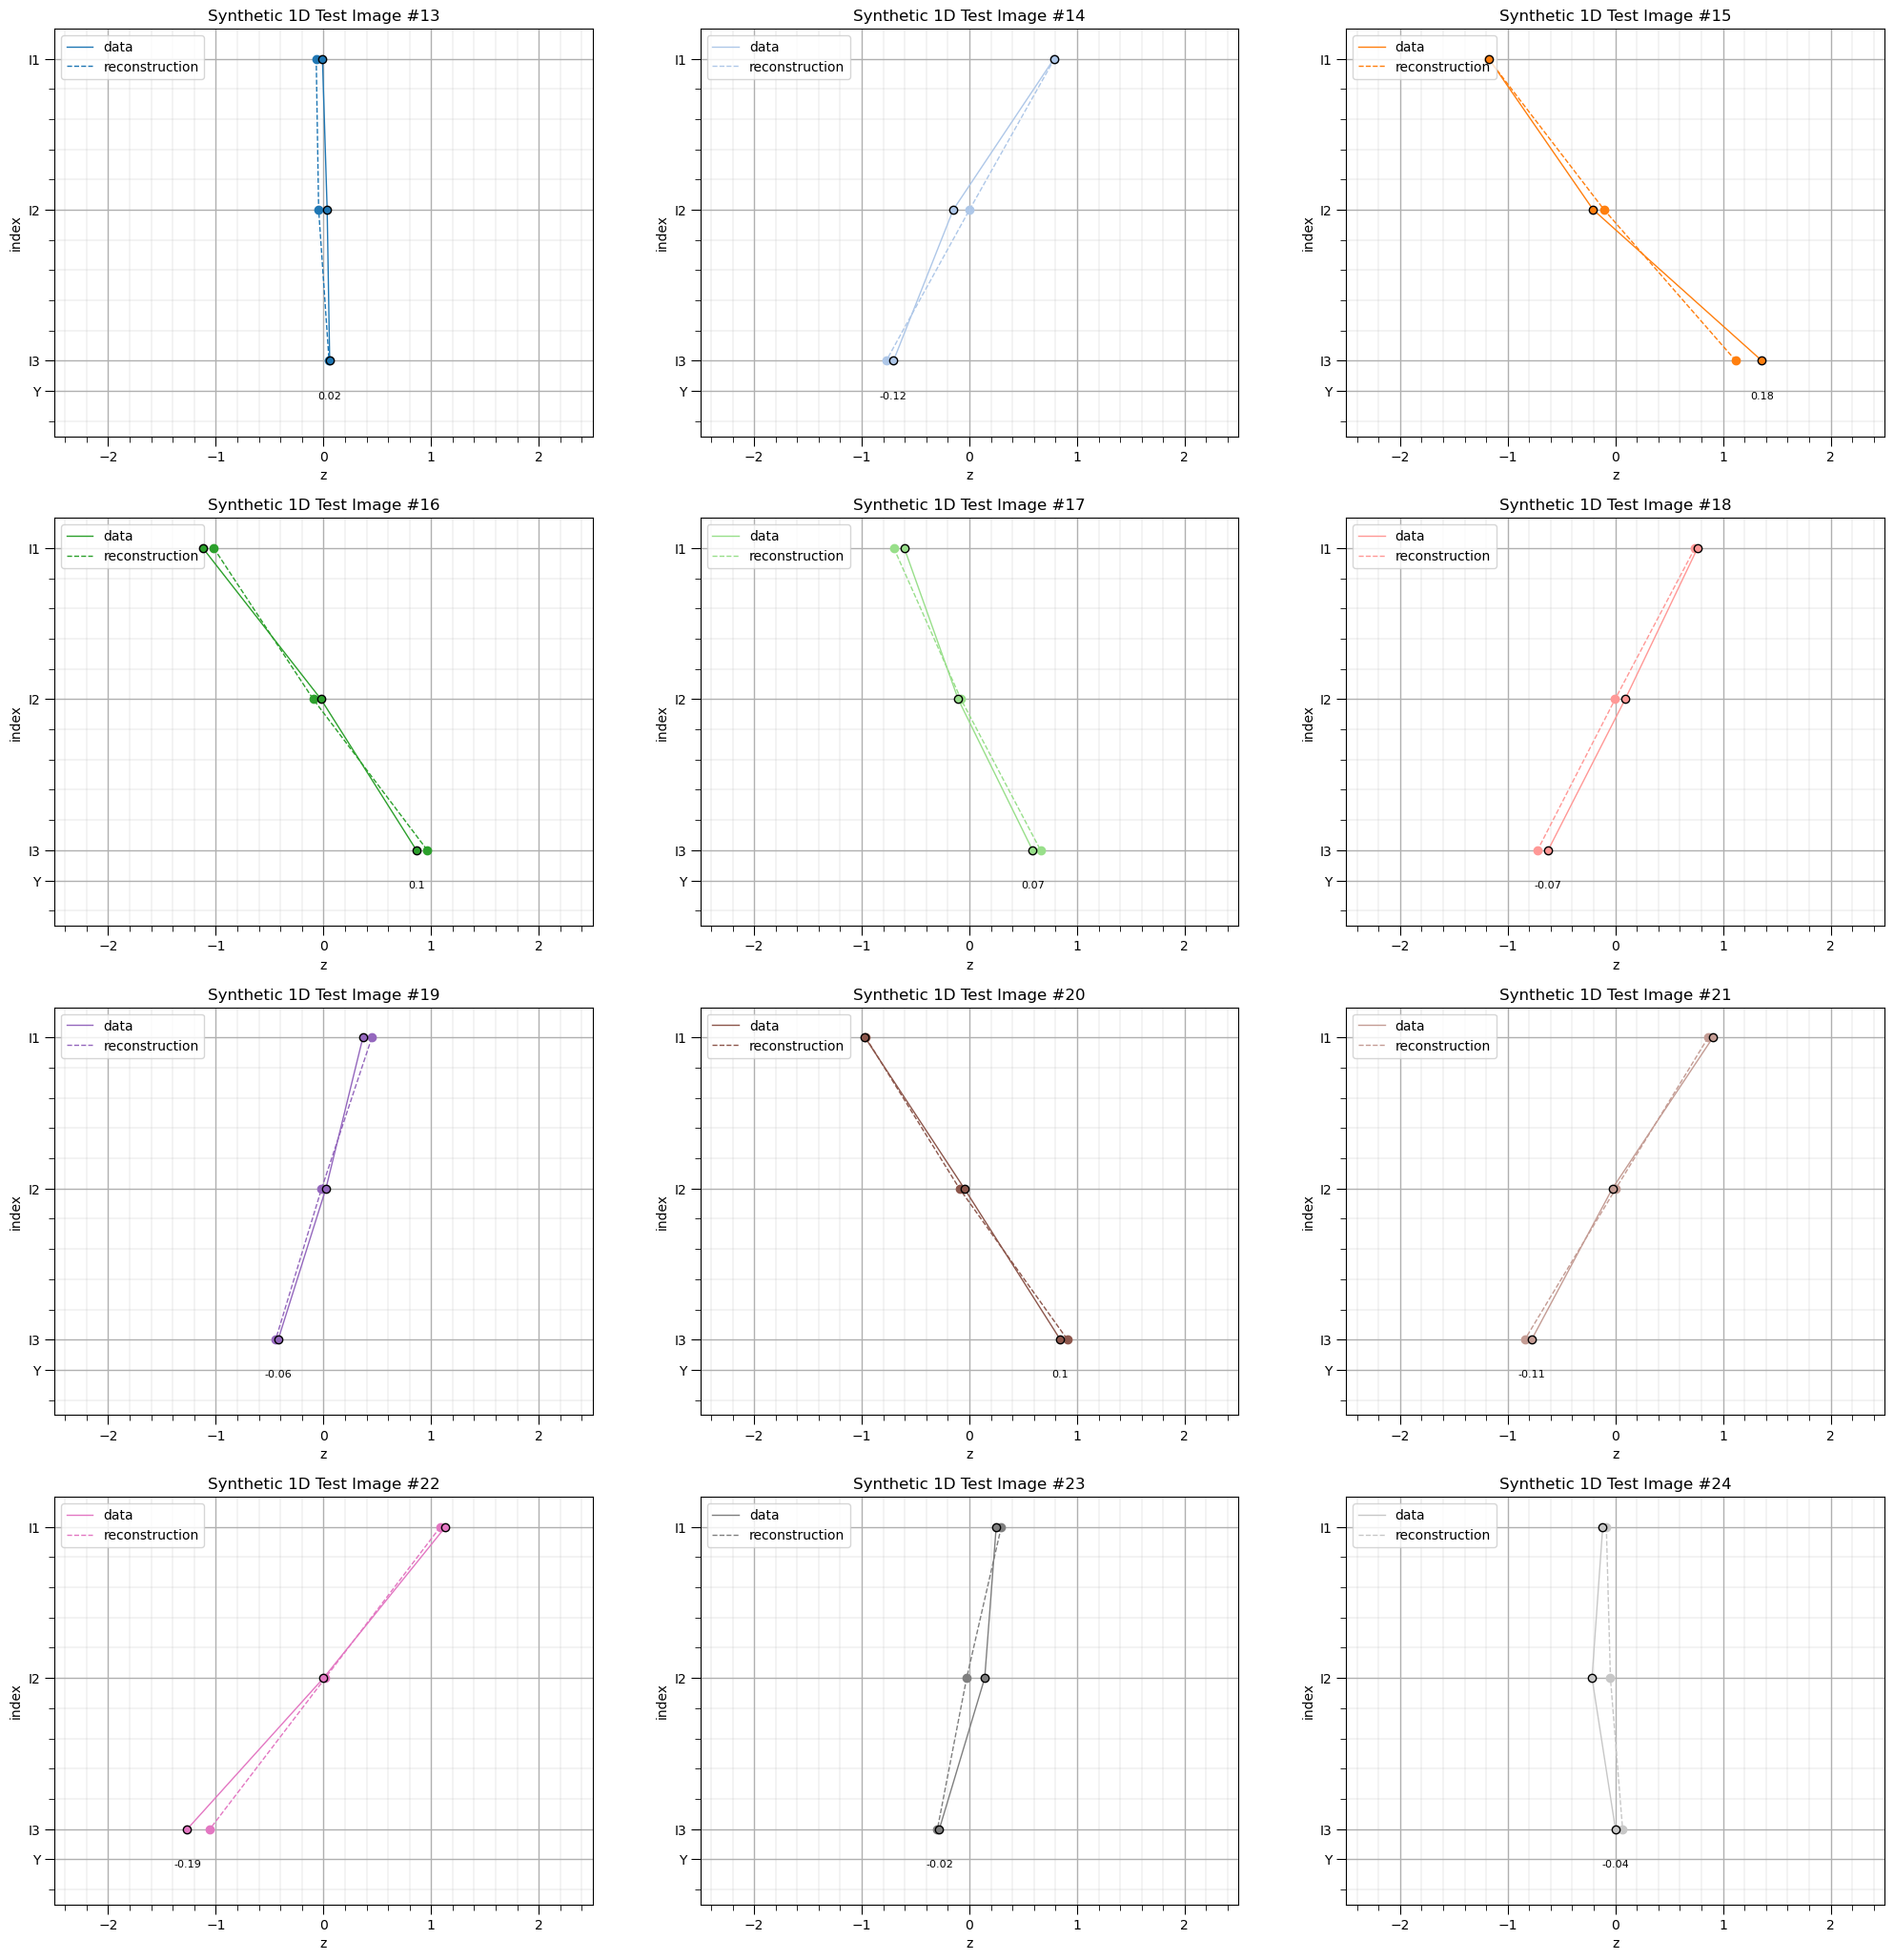 Synthetic 1D Test Image #13
data
reconstruction
I1
I2
I3
Y
index
0.02
−2 −1 0 1 2
z
Synthetic 1D Test Image #14
data
reconstruction
I1
I2
I3
Y
index
-0.12
−2 −1 0 1 2
z
Synthetic 1D Test Image #15
data
reconstruction
I1
I2
I3
Y
index
0.18
−2 −1 0 1 2
z
Synthetic 1D Test Image #16
data
reconstruction
I1
I2
I3
Y
index
0.1
−2 −1 0 1 2
z
Synthetic 1D Test Image #17
data
reconstruction
I1
I2
I3
Y
index
0.07
−2 −1 0 1 2
z
Synthetic 1D Test Image #18
data
reconstruction
I1
I2
I3
Y
index
-0.07
−2 −1 0 1 2
z
Synthetic 1D Test Image #19
data
reconstruction
I1
I2
I3
Y
index
-0.06
−2 −1 0 1 2
z
Synthetic 1D Test Image #20
data
reconstruction
I1
I2
I3
Y
index
0.1
−2 −1 0 1 2
z
Synthetic 1D Test Image #21
data
reconstruction
I1
I2
I3
Y
index
-0.11
−2 −1 0 1 2
z
Synthetic 1D Test Image #22
data
reconstruction
I1
I2
I3
Y
index
-0.19
−2 −1 0 1 2
z
Synthetic 1D Test Image #23
data
reconstruction
I1
I2
I3
Y
index
-0.02
−2 −1 0 1 2
z
Synthetic 1D Test Image #24
data
reconstruction
I1
I2
I3
Y
index
-0.04
−2 −1 0 1 2
z